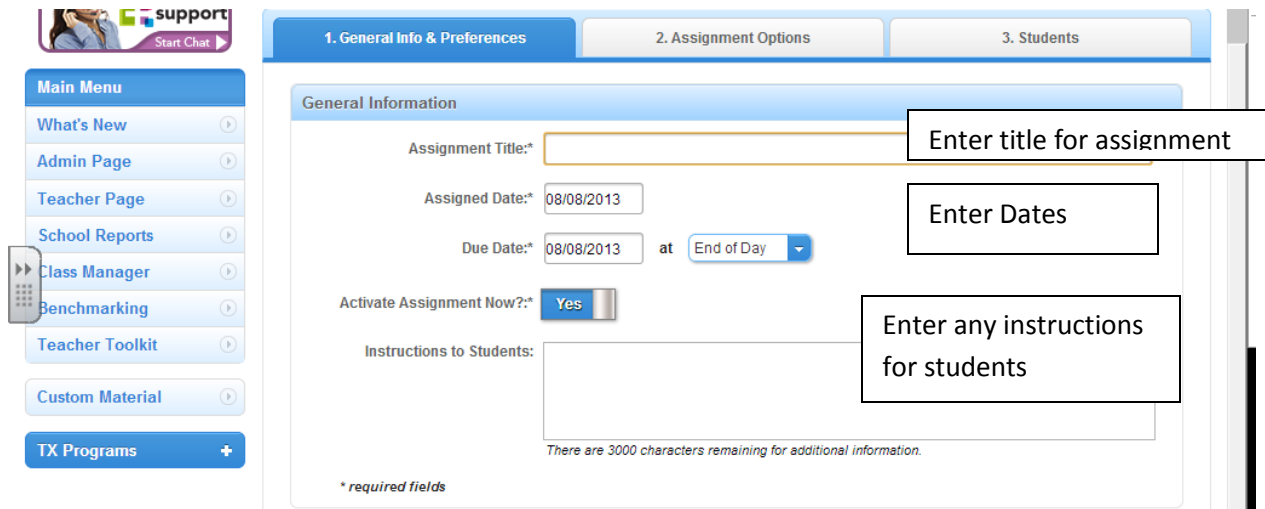 support
Start Chat
Main Menu
What's New
Admin Page
Teacher Page
School Reports
Class Manager
Benchmarking
Teacher Toolkit
Custom Material
TX Programs +
1. General Info & Preferences
2. Assignment Options
3. Students
General Information
Assignment Title:*
Enter title for assignment
Assigned Date:* 08/08/2013
Enter Dates
Due Date:* 08/08/2013 at End of Day
Activate Assignment Now?:* Yes
Enter any instructions
for students
Instructions to Students:
There are 3000 characters remaining for additional information.
* required fields